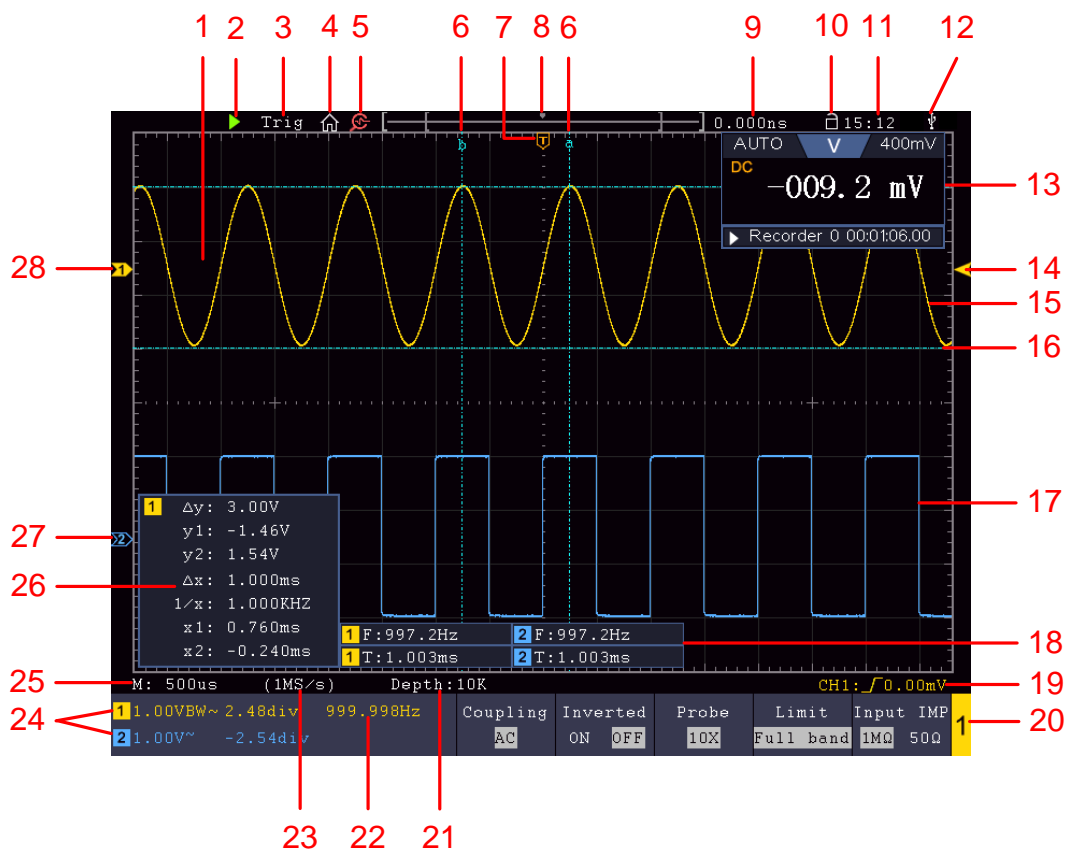 1 2 3 4 5 6 7 8 6 9 10 11 12
Trig 0.000ns 15:12
b T a
AUTO V 400mV
DC
-009.2 mV
13
Recorder 0 00:01:06.00
28 1 14
15
16
17
1 Δy: 3.00V
y1: -1.46V
27 2 y2: 1.54V
26 Δx: 1.000ms
1/x: 1.000KHZ
x1: 0.760ms
x2: -0.240ms
1 F:997.2Hz 2 F:997.2Hz
18
1 T:1.003ms 2 T:1.003ms
25 M: 500us (1MS/s) Depth:10K CH1: 0.00mV 19
24 1 1.00VBW~ 2.48div 999.998Hz Coupling Inverted Probe Limit Input IMP 1 20
2 1.00V~ -2.54div AC ON OFF 10X Full band 1MΩ 50Ω
23 22 21